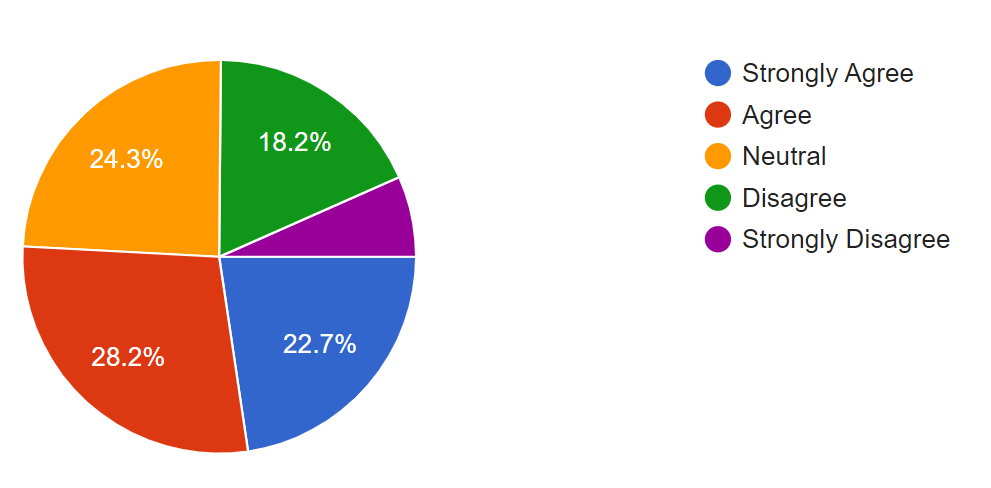 24.3%
18.2%
28.2%
22.7%
Strongly Agree
Agree
Neutral
Disagree
Strongly Disagree